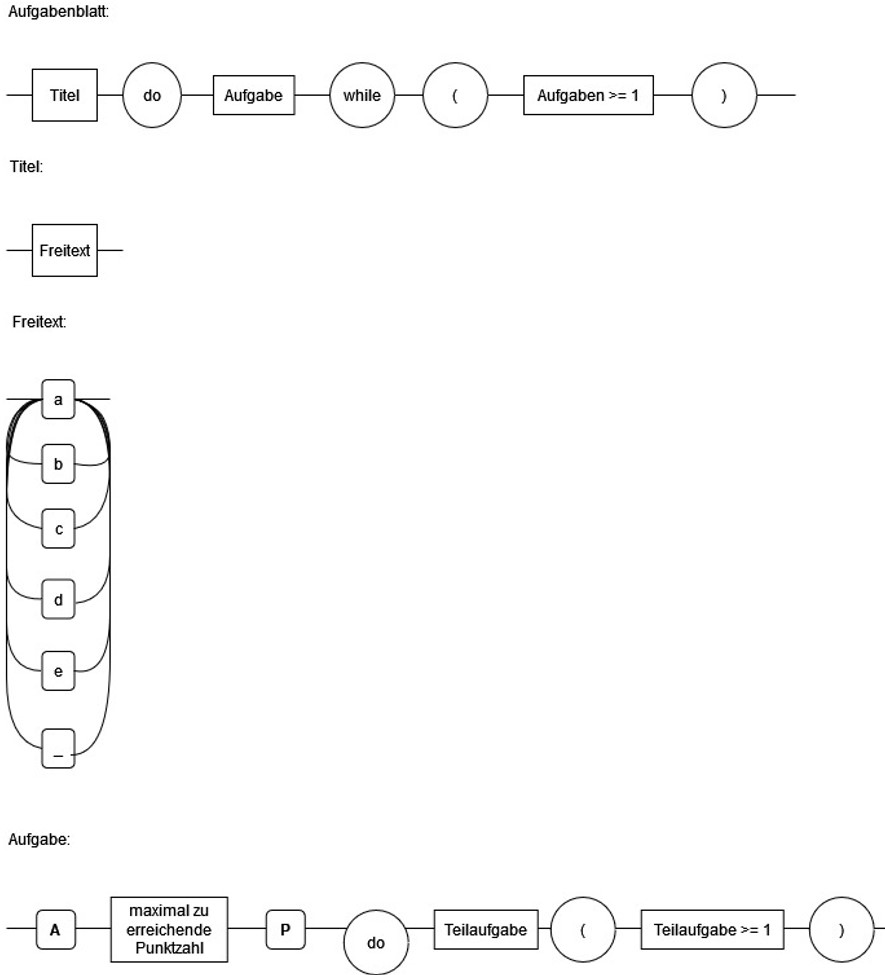 Aufgabenblatt:
Titel do Aufgabe while ( Aufgaben >= 1 )
Titel:
Freitext
Freitext:
a
b
c
d
e
_
Aufgabe:
A maximal zu erreichende Punktzahl P do Teilaufgabe ( Teilaufgabe >= 1 )